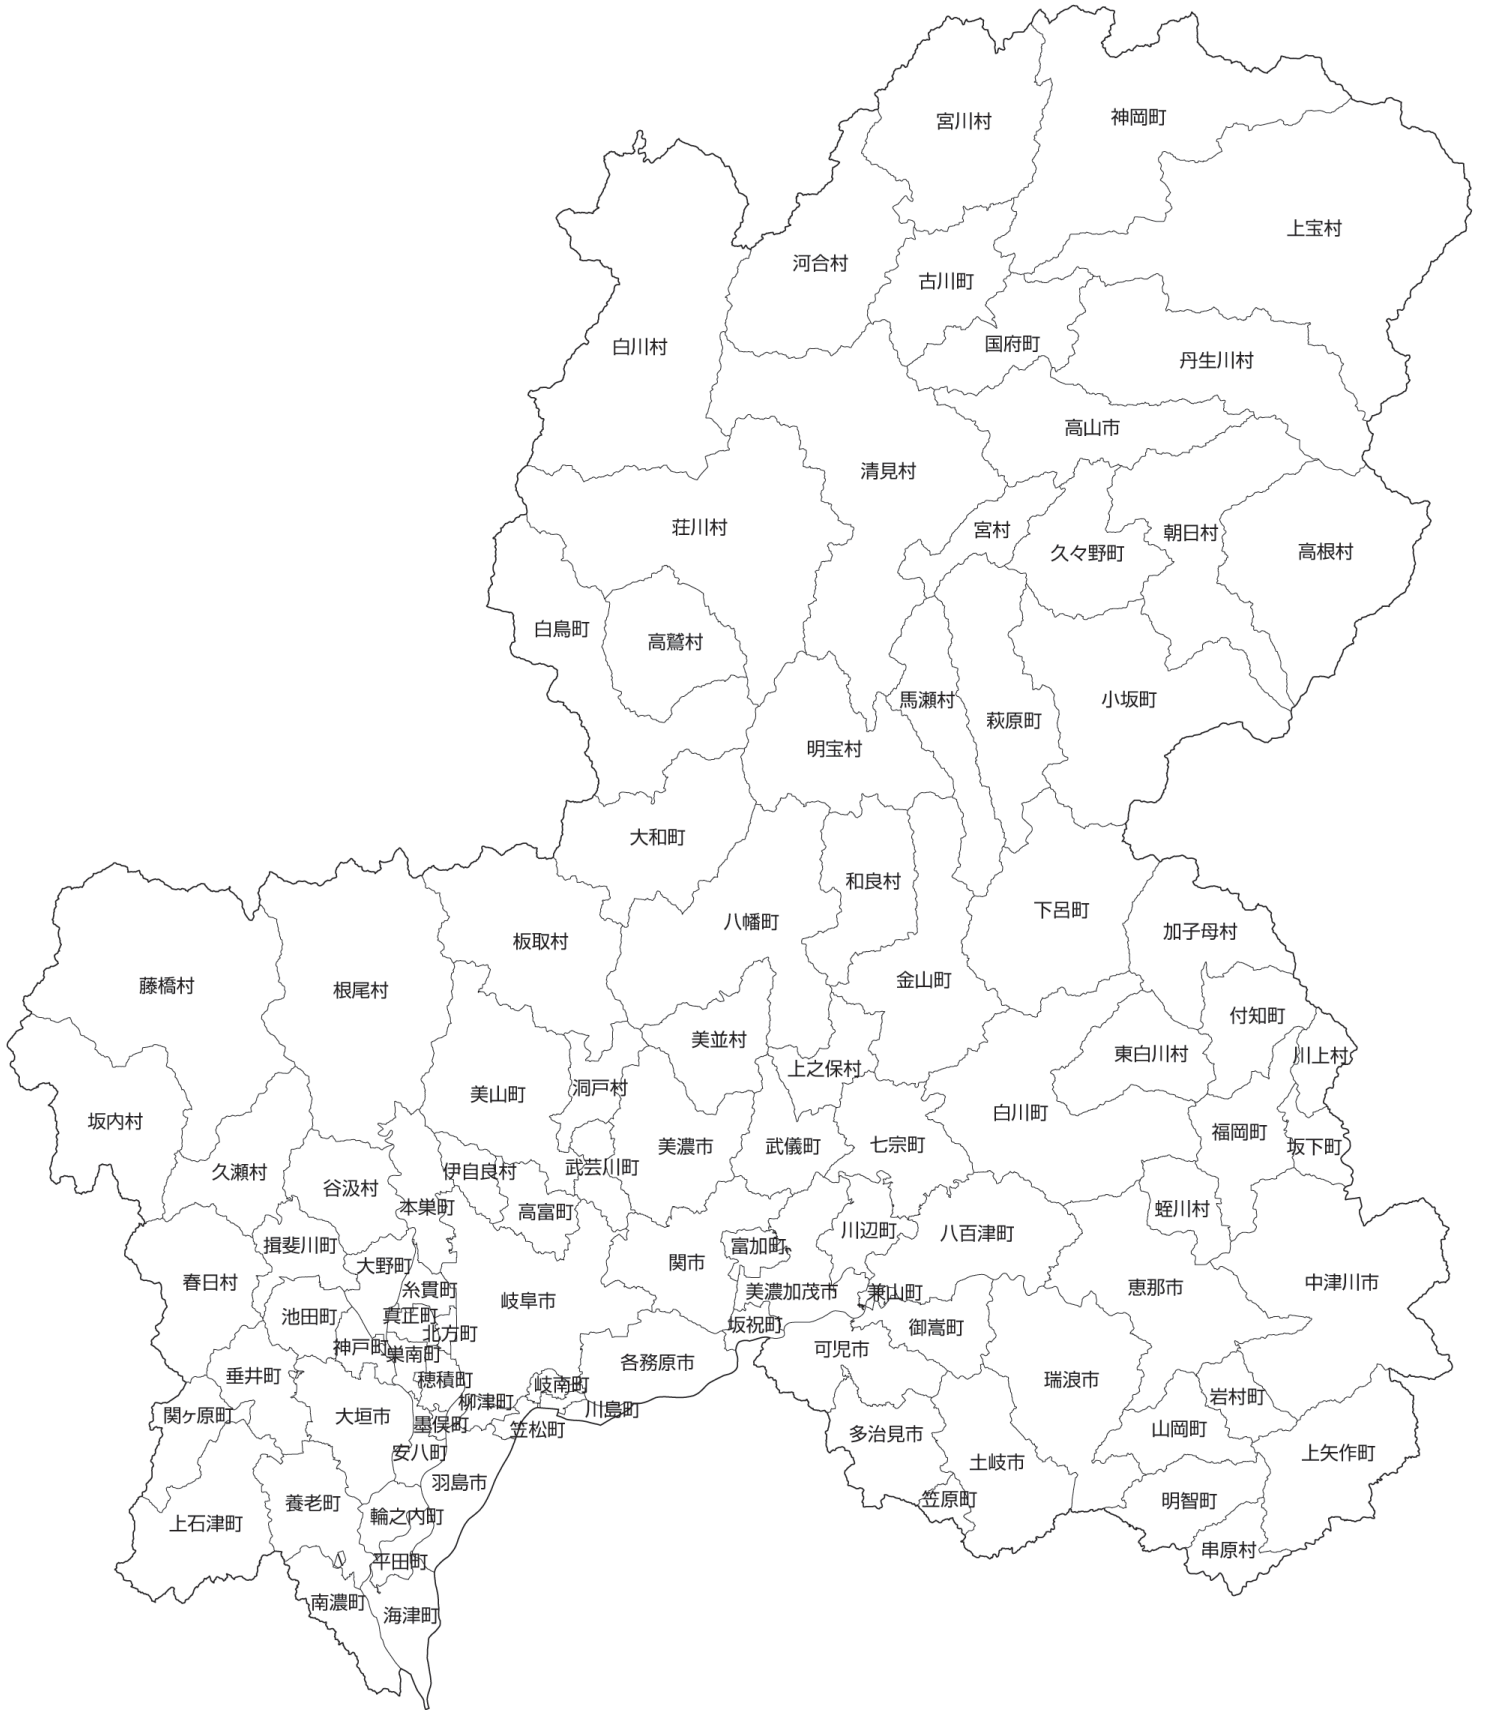 宮川村
神岡町
上宝村
河合村
古川町
白川村
国府町
丹生川村
高山市
清見村
荘川村
宮村
久々野町
朝日村
高根村
白鳥町
高鷲村
馬瀬村
萩原町
小坂町
明宝村
大和町
和良村
八幡町
下呂町
加子母村
板取村
藤橋村
根尾村
金山町
付知町
美並村
東白川村
川上村
上之保村
洞戸村
美山町
白川町
坂内村
福岡町
坂下町
美濃市
武儀町
七宗町
久瀬村
伊自良村
武芸川町
谷汲村
本巣町
高富町
蛭川村
川辺町
八百津町
揖斐川町
富加町
大野町
関市
春日村
糸貫町
岐阜市
美濃加茂市
兼山町
恵那市
中津川市
池田町
真正町
北方町
坂祝町
御嵩町
神戸町
巣南町
可児市
各務原市
垂井町
穂積町
岐南町
瑞浪市
岩村町
柳津町
川島町
関ヶ原町
大垣市
墨俣町
笠松町
山岡町
多治見市
安八町
上矢作町
土岐市
羽島市
養老町
笠原町
明智町
上石津町
輪之内町
串原村
平田町
南濃町
海津町